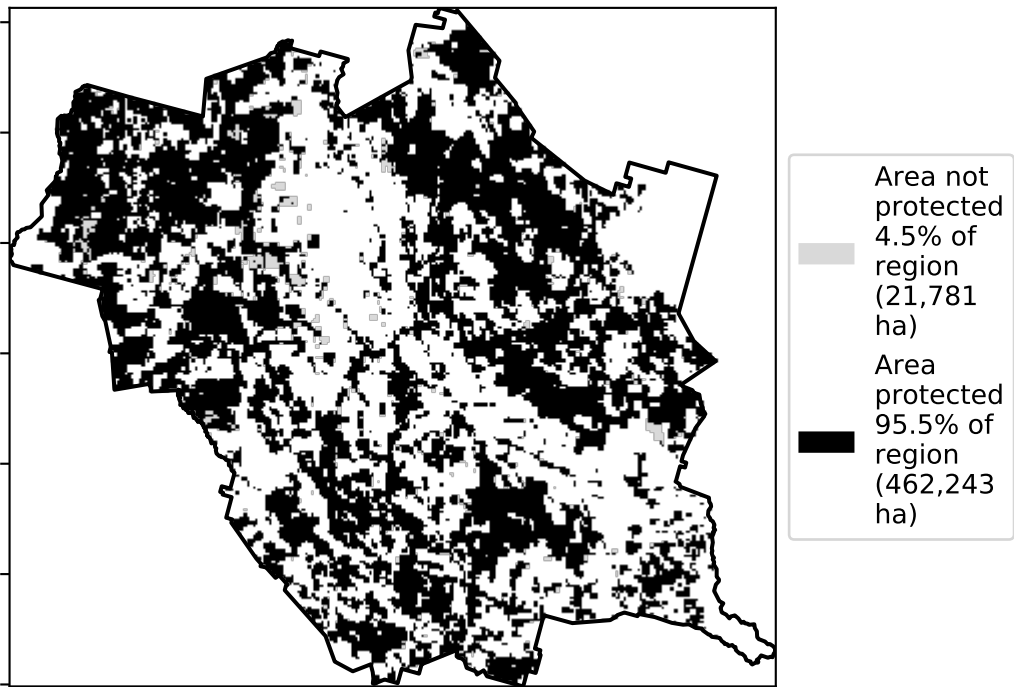 Area not
protected
4.5% of
region
(21,781
ha)
Area
protected
95.5% of
region
(462,243
ha)